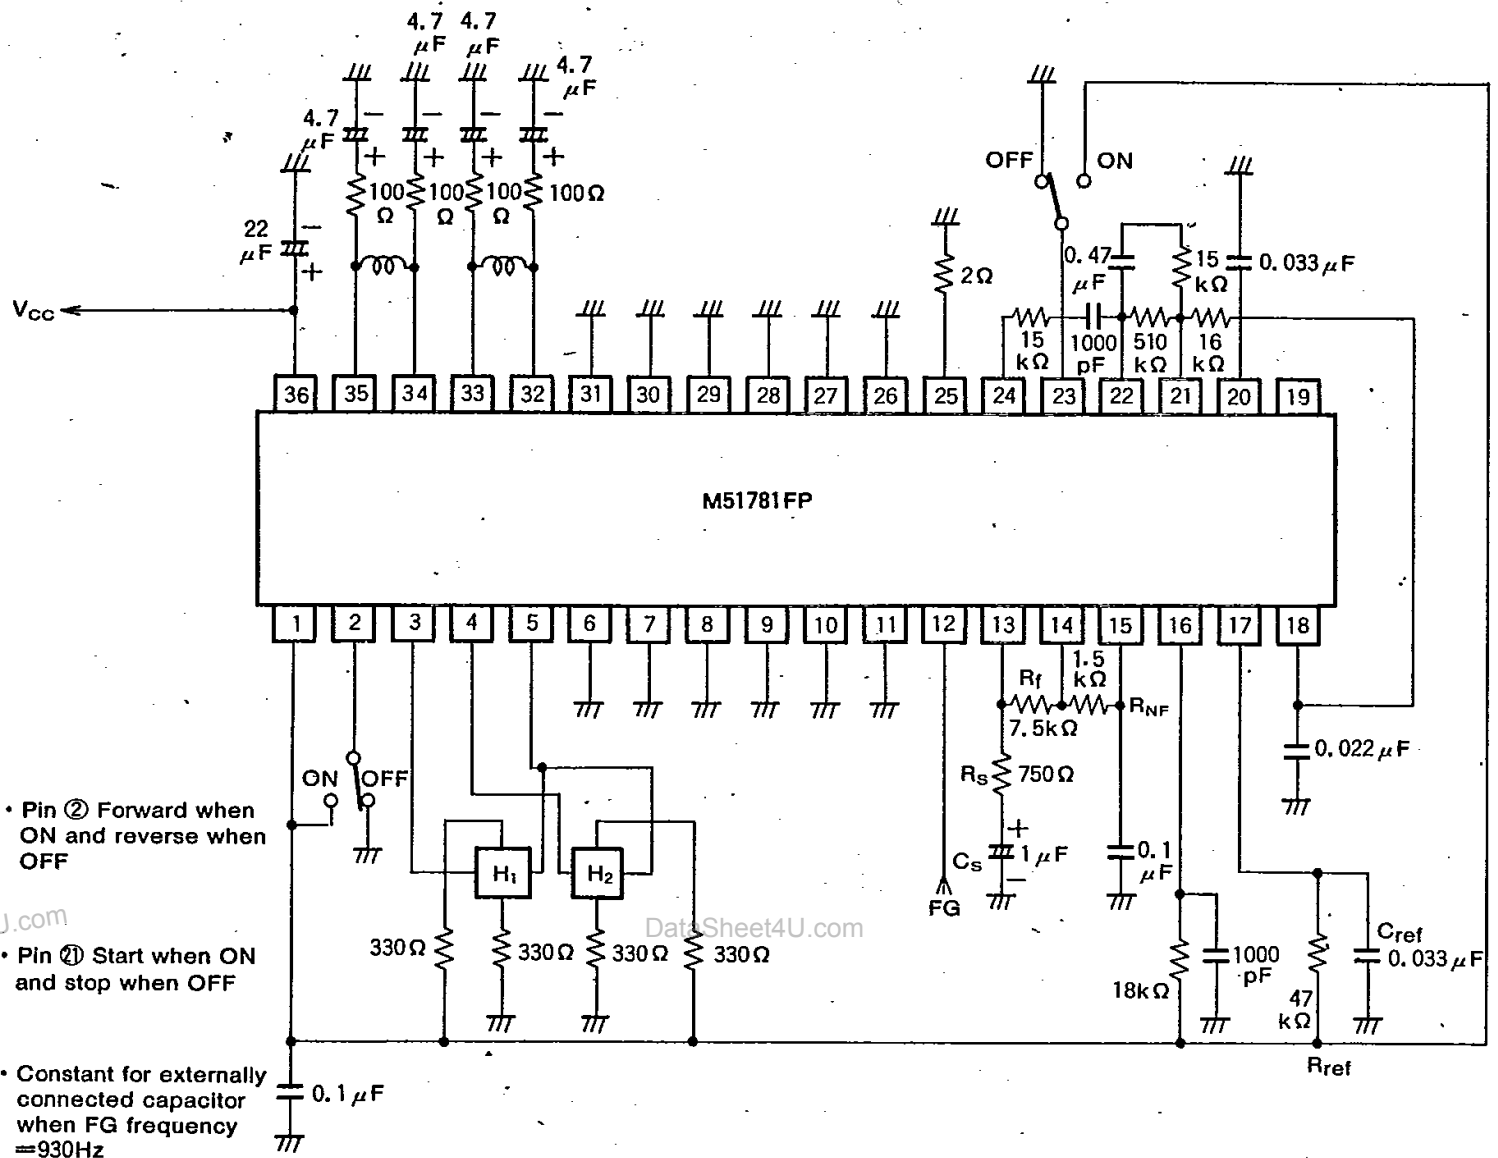 4.7 4.7
μF μF
4.7
μF
4.7
μF
OFF ON
100
Ω
100
Ω
100
Ω
100Ω
22
μF
2Ω
0.47
μF
15
kΩ
0.033μF
VCC
15
kΩ
1000
pF
510
kΩ
16
kΩ
36 35 34 33 32 31 30 29 28 27 26 25 24 23 22 21 20 19
M51781FP
1 2 3 4 5 6 7 8 9 10 11 12 13 14 15 16 17 18
Rf
7.5kΩ
1.5
kΩ
RNF
0.022μF
ON OFF
Rs 750Ω
• Pin ② Forward when
ON and reverse when
OFF
H1 H2
Cs 1μF
0.1
μF
FG
U.com
DataSheet4U.com
330Ω 330Ω 330Ω 330Ω
• Pin ㉑ Start when ON
and stop when OFF
18kΩ
1000
pF
47
kΩ
Cref
0.033μF
Rref
• Constant for externally
connected capacitor
when FG frequency
=930Hz
0.1μF